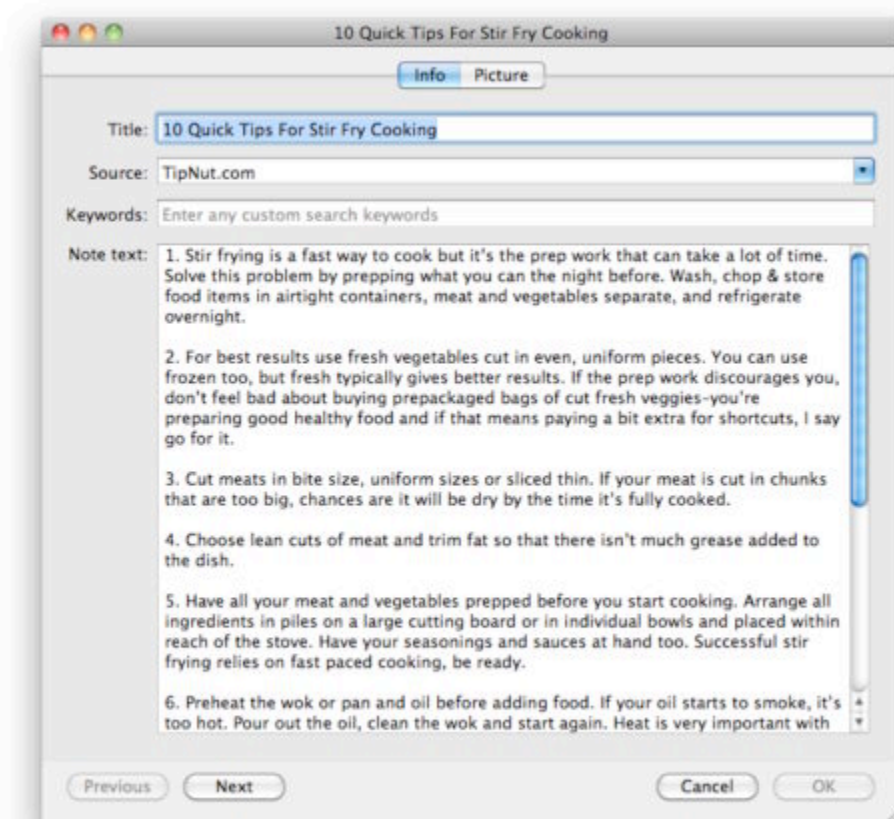 10 Quick Tips For Stir Fry Cooking
Info Picture
Title: 10 Quick Tips For Stir Fry Cooking
Source: TipNut.com
Keywords: Enter any custom search keywords
Note text: 1. Stir frying is a fast way to cook but it's the prep work that can take a lot of time.
Solve this problem by prepping what you can the night before. Wash, chop & store
food items in airtight containers, meat and vegetables separate, and refrigerate
overnight.
2. For best results use fresh vegetables cut in even, uniform pieces. You can use
frozen too, but fresh typically gives better results. If the prep work discourages you,
don't feel bad about buying prepackaged bags of cut fresh veggies-you're
preparing good healthy food and if that means paying a bit extra for shortcuts, I say
go for it.
3. Cut meats in bite size, uniform sizes or sliced thin. If your meat is cut in chunks
that are too big, chances are it will be dry by the time it's fully cooked.
4. Choose lean cuts of meat and trim fat so that there isn't much grease added to
the dish.
5. Have all your meat and vegetables prepped before you start cooking. Arrange all
ingredients in piles on a large cutting board or in individual bowls and placed within
reach of the stove. Have your seasonings and sauces at hand too. Successful stir
frying relies on fast paced cooking, be ready.
6. Preheat the wok or pan and oil before adding food. If your oil starts to smoke, it's
too hot. Pour out the oil, clean the wok and start again. Heat is very important with
Previous Next Cancel OK